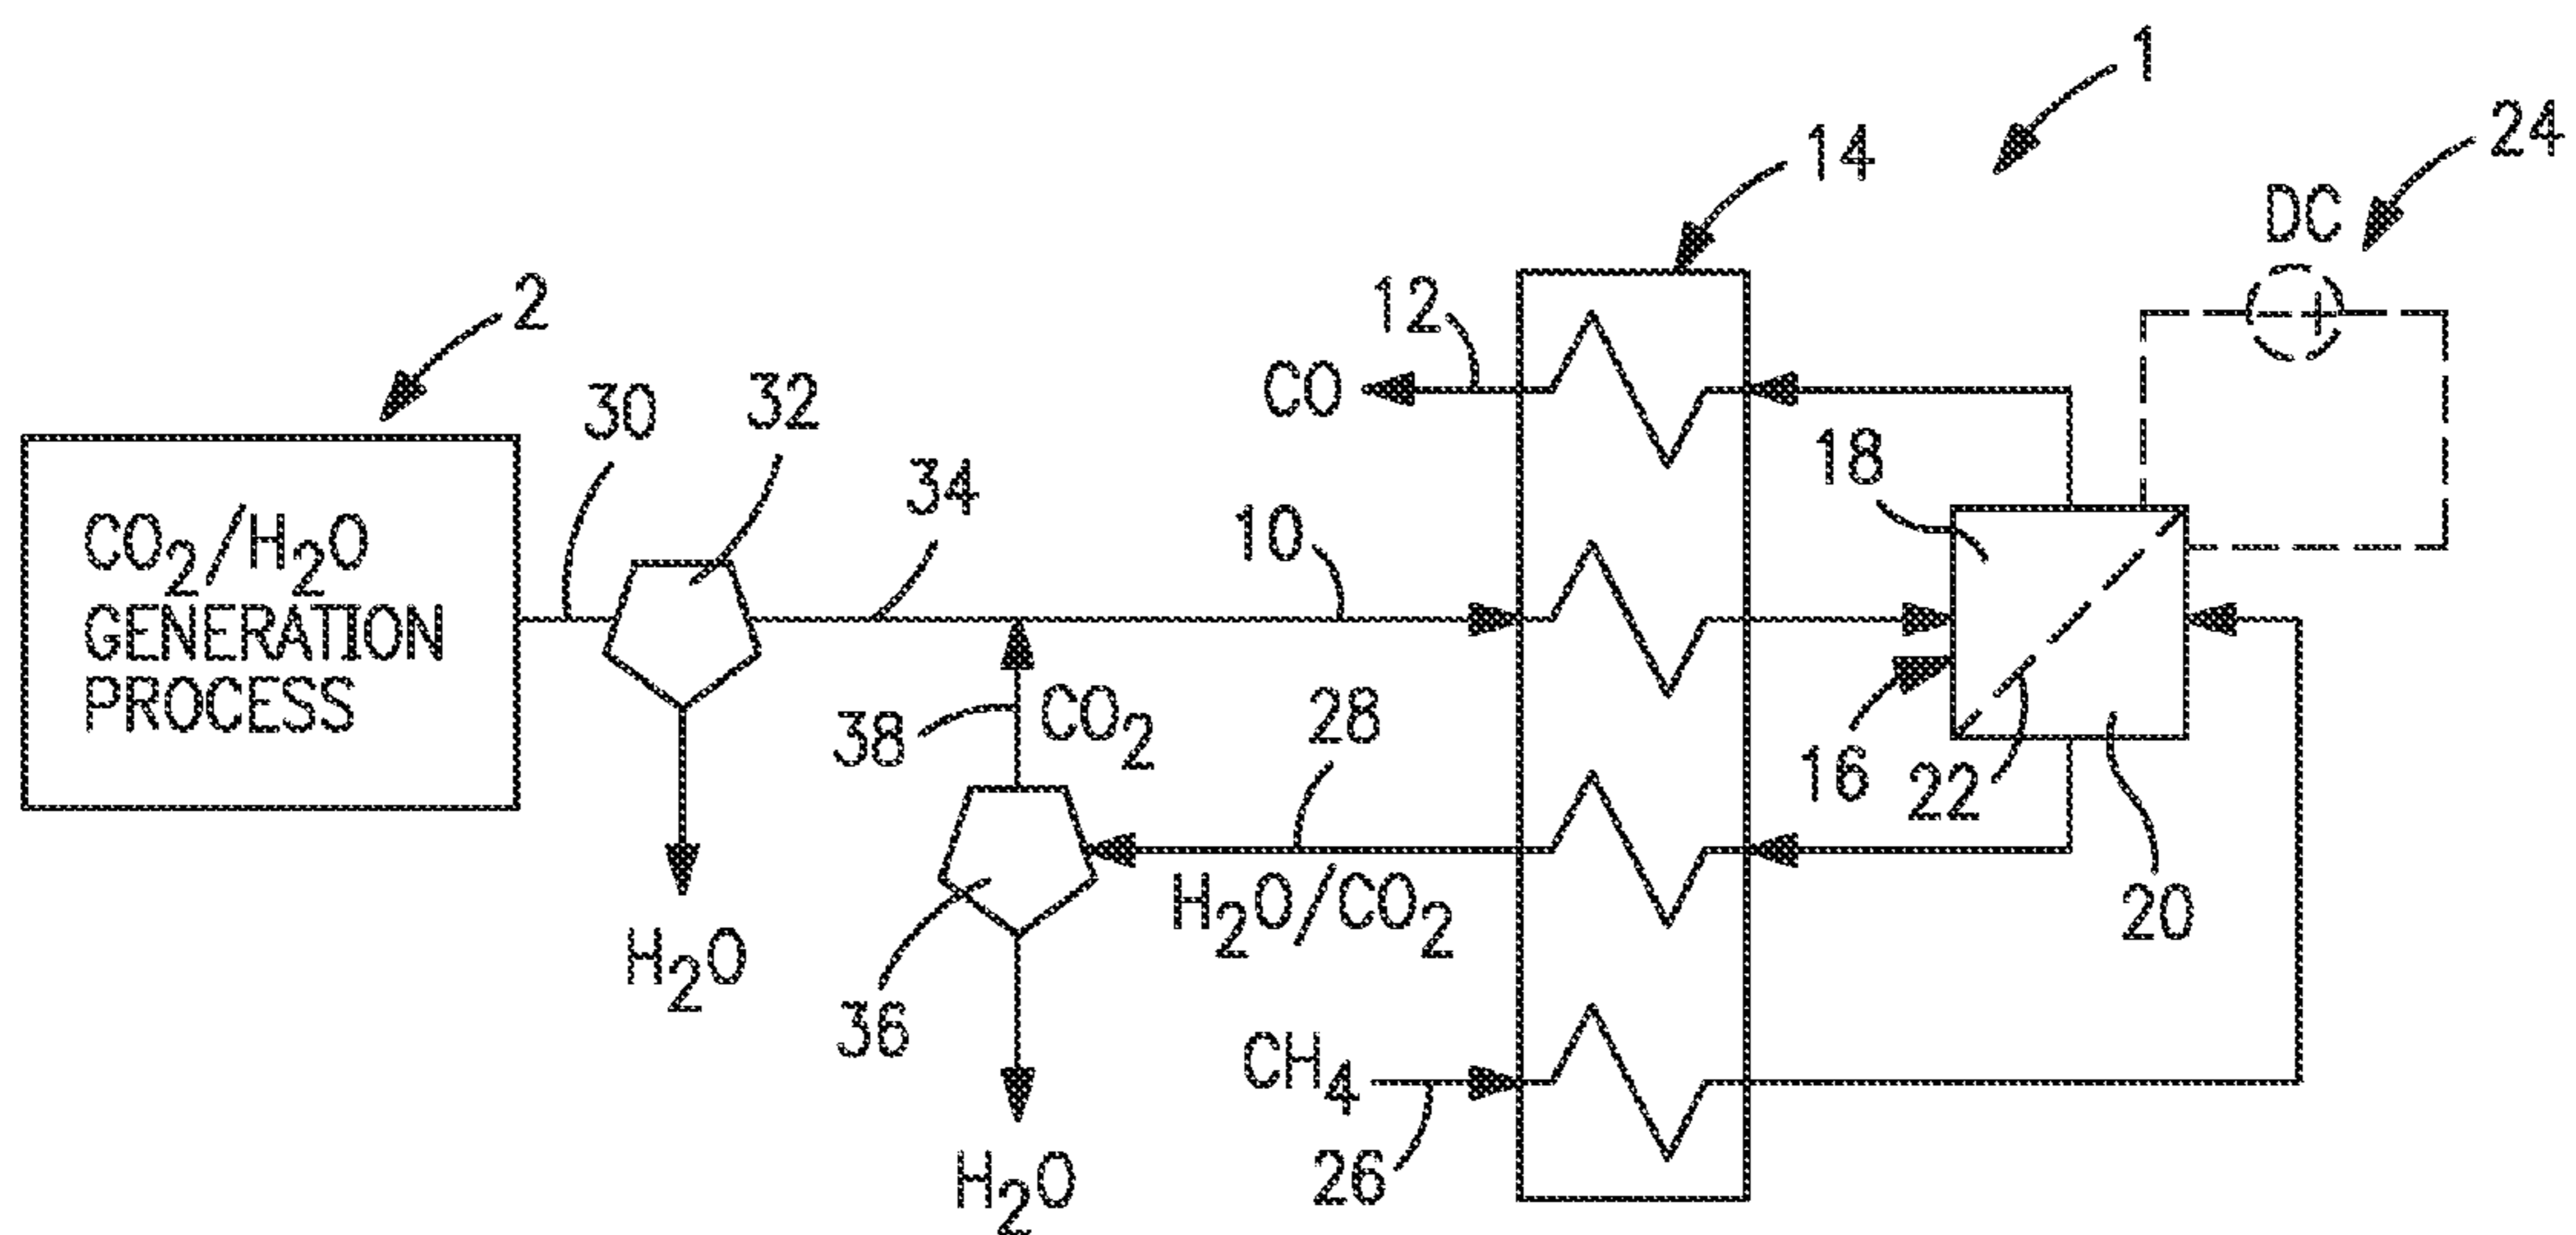 1
24
14
DC
2
12
CO
30
32
34
10
18
CO₂/H₂O
GENERATION
PROCESS
38
CO₂
28
16
22
20
H₂O/CO₂
H₂O
36
CH₄
26
H₂O